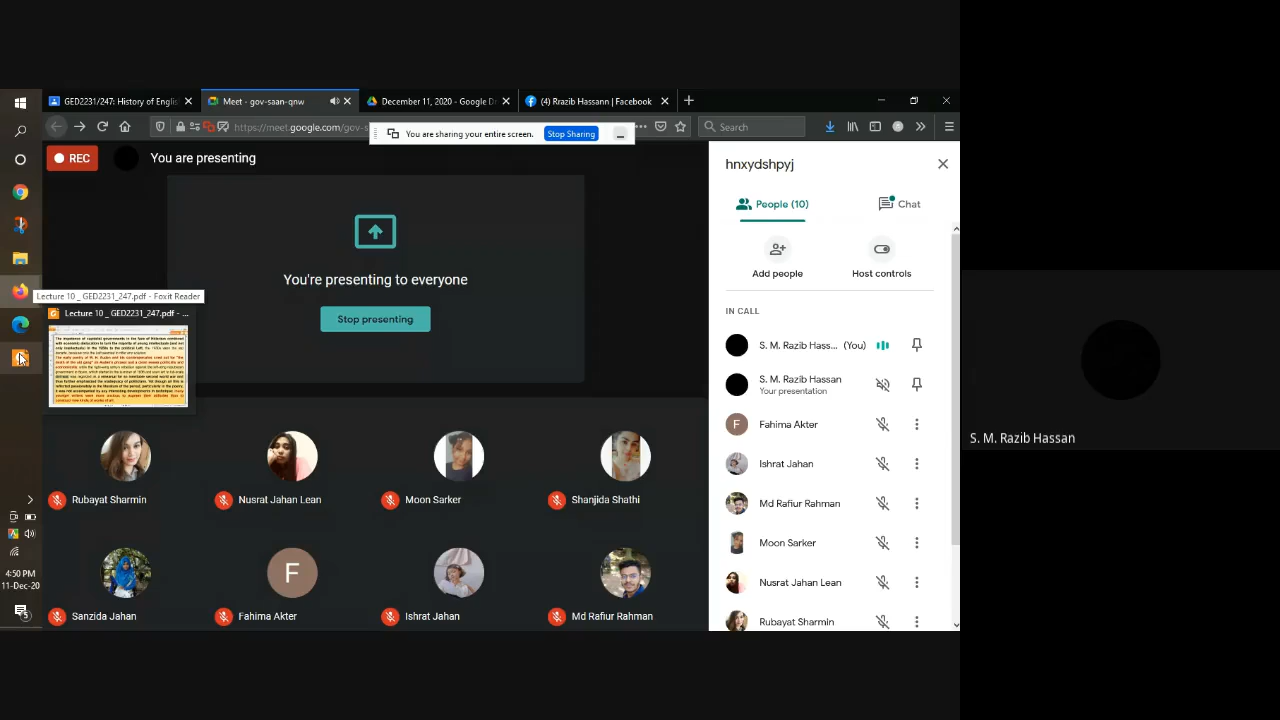 GED2231/247: History of Englis
Meet - gov-saan-qnw
December 11, 2020 - Google Dr
(4) Rrazib Hassann | Facebook
https://meet.google.com/gov-s
You are sharing your entire screen.
Stop Sharing
Search
REC
You are presenting
hnxydshpyj
People (10)
Chat
Add people
Host controls
You're presenting to everyone
Stop presenting
Lecture 10 _ GED2231_247.pdf - Foxit Reader
Lecture 10 _ GED2231_247.pdf - ...
IN CALL
S. M. Razib Hass... (You)
S. M. Razib Hassan
Your presentation
Fahima Akter
Ishrat Jahan
Md Rafiur Rahman
Moon Sarker
Nusrat Jahan Lean
Rubayat Sharmin
Rubayat Sharmin
Nusrat Jahan Lean
Moon Sarker
Shanjida Shathi
F
Sanzida Jahan
Fahima Akter
Ishrat Jahan
Md Rafiur Rahman
4:50 PM
11-Dec-20
S. M. Razib Hassan